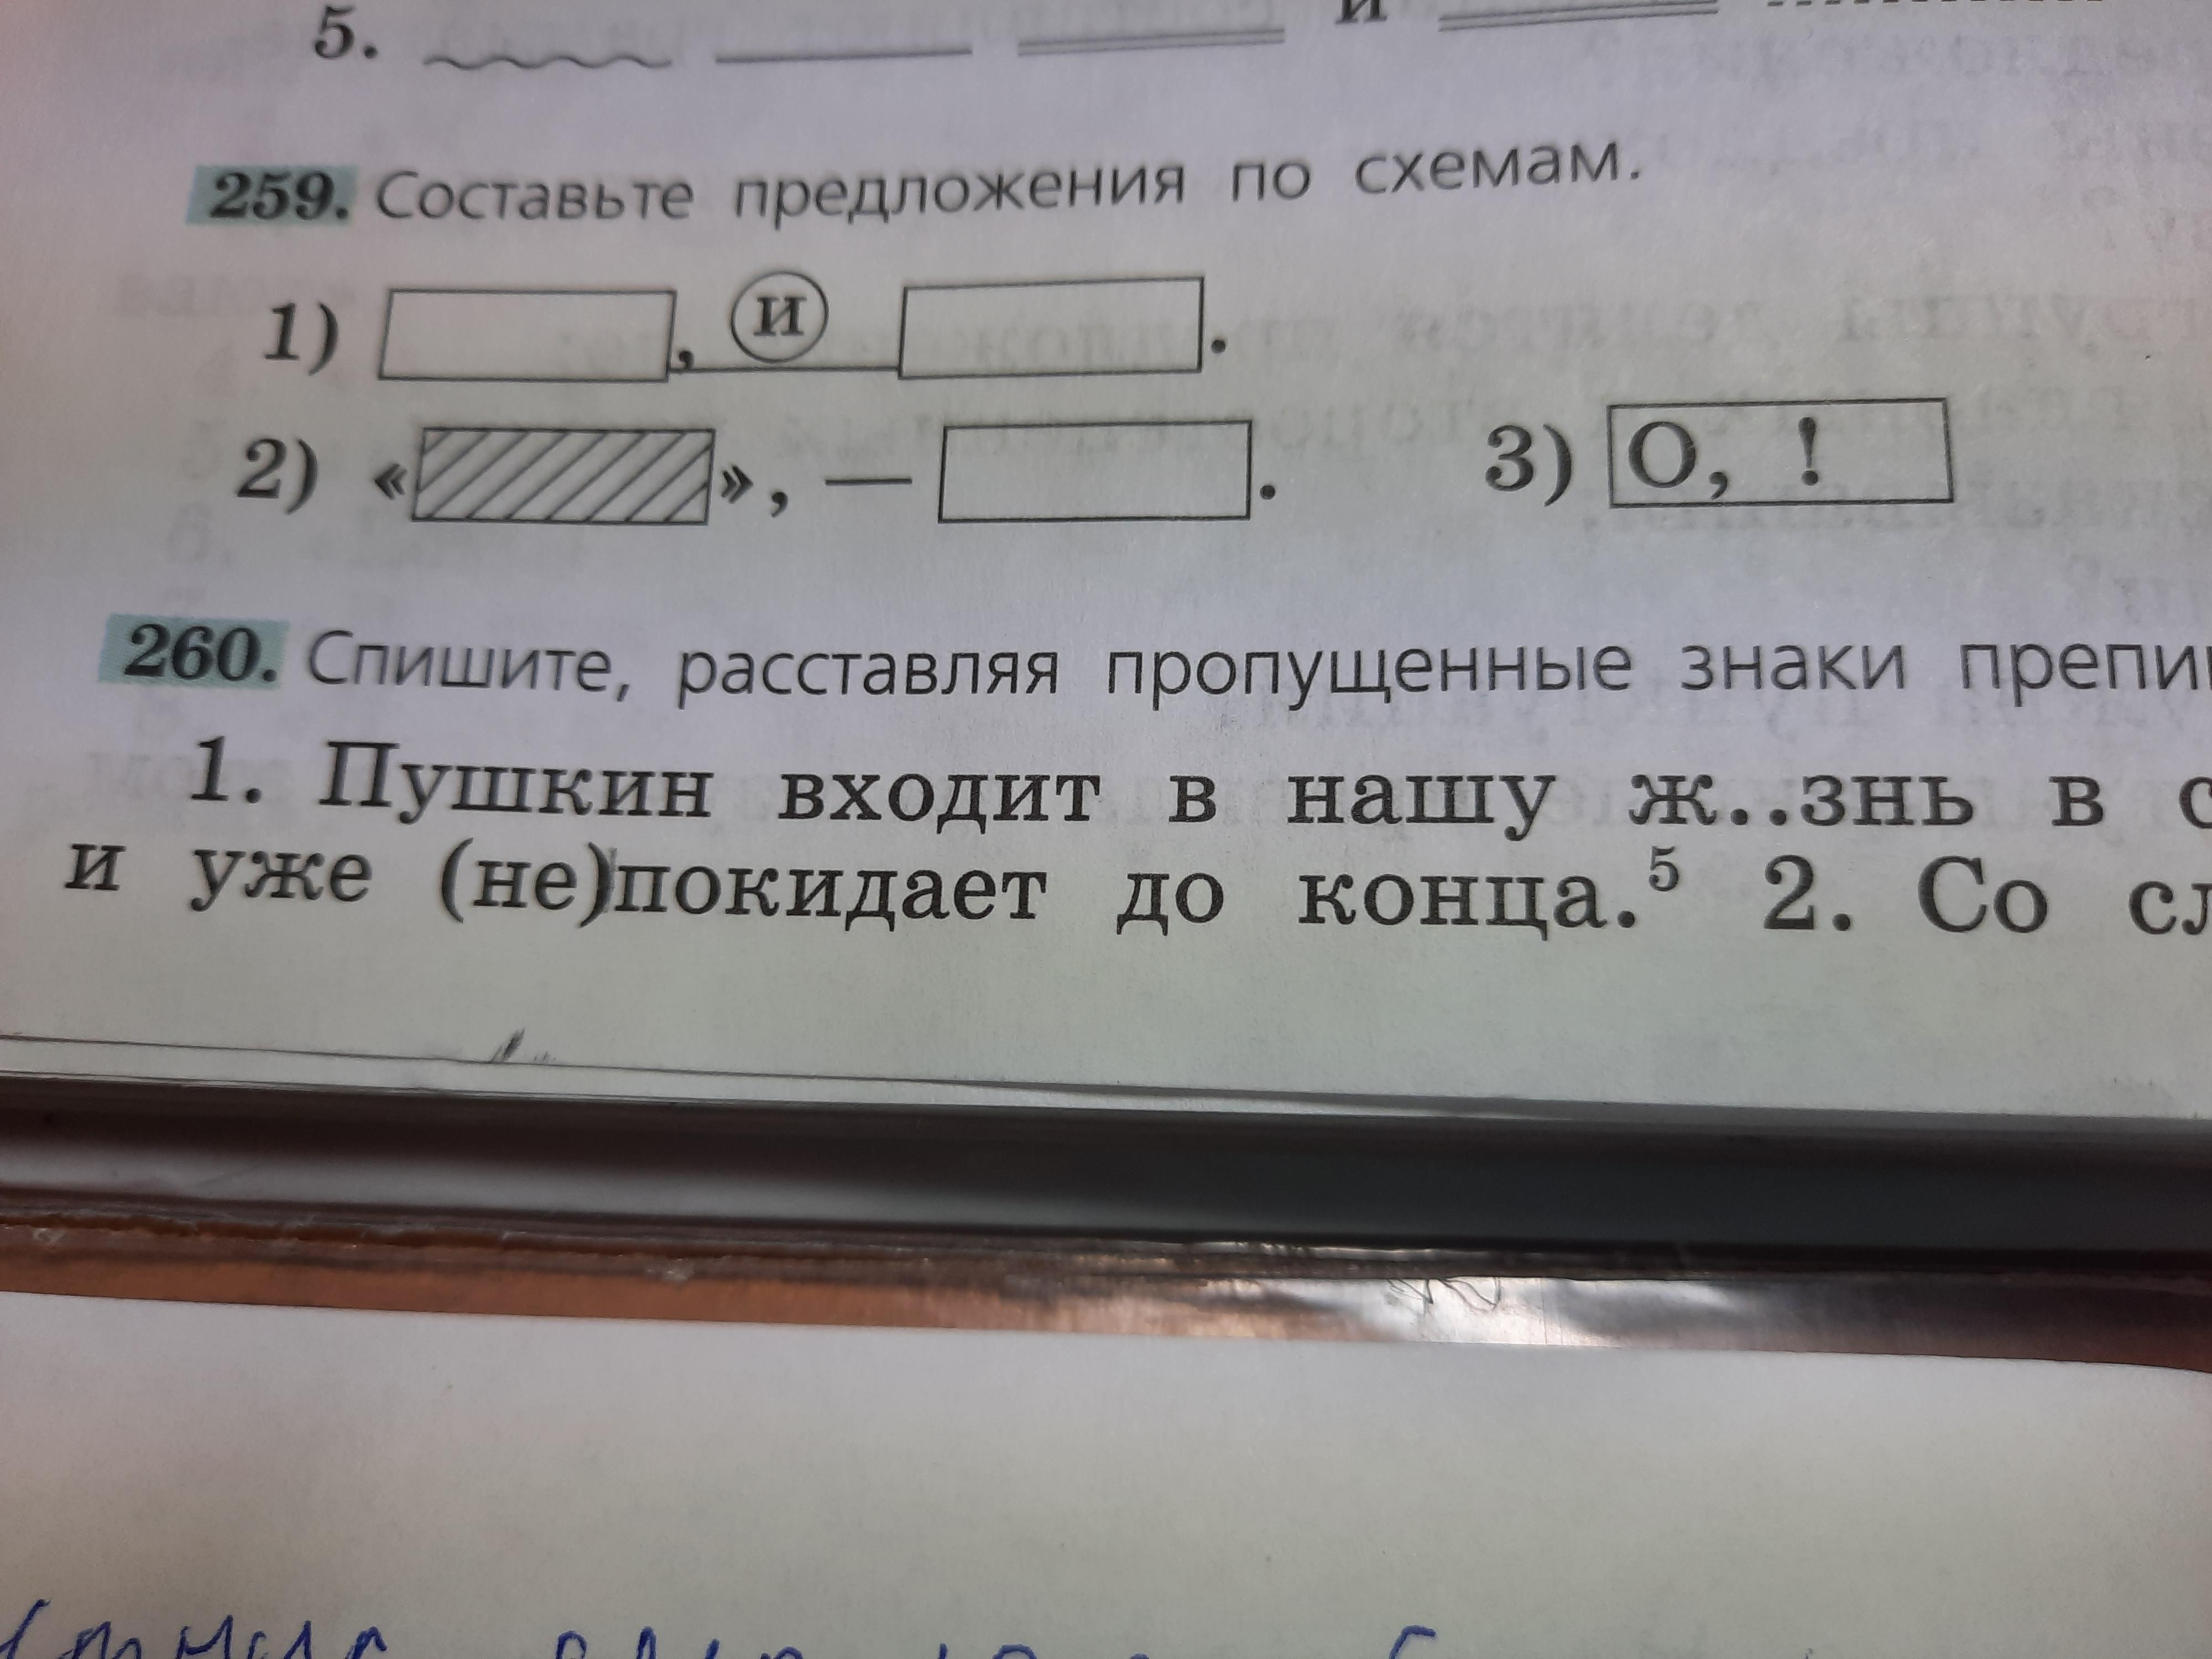 5. и
259. Составьте предложения по схемам.
1) , и .
2) « », — . 3) О, !
260. Спишите, расставляя пропущенные знаки
1. Пушкин входит в нашу ж..знь в
и уже (не)покидает до конца.⁵ 2. Со